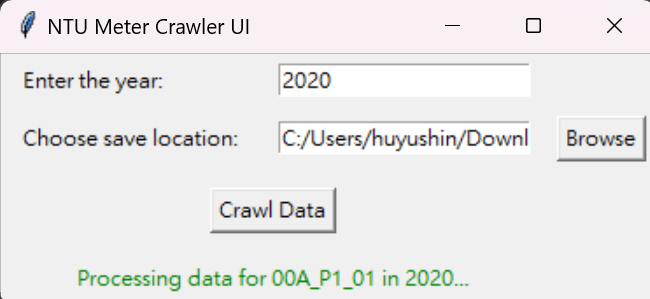 NTU Meter Crawler UI
Enter the year: 2020
Choose save location: C:/Users/huyushin/Downl Browse
Crawl Data
Processing data for 00A_P1_01 in 2020...